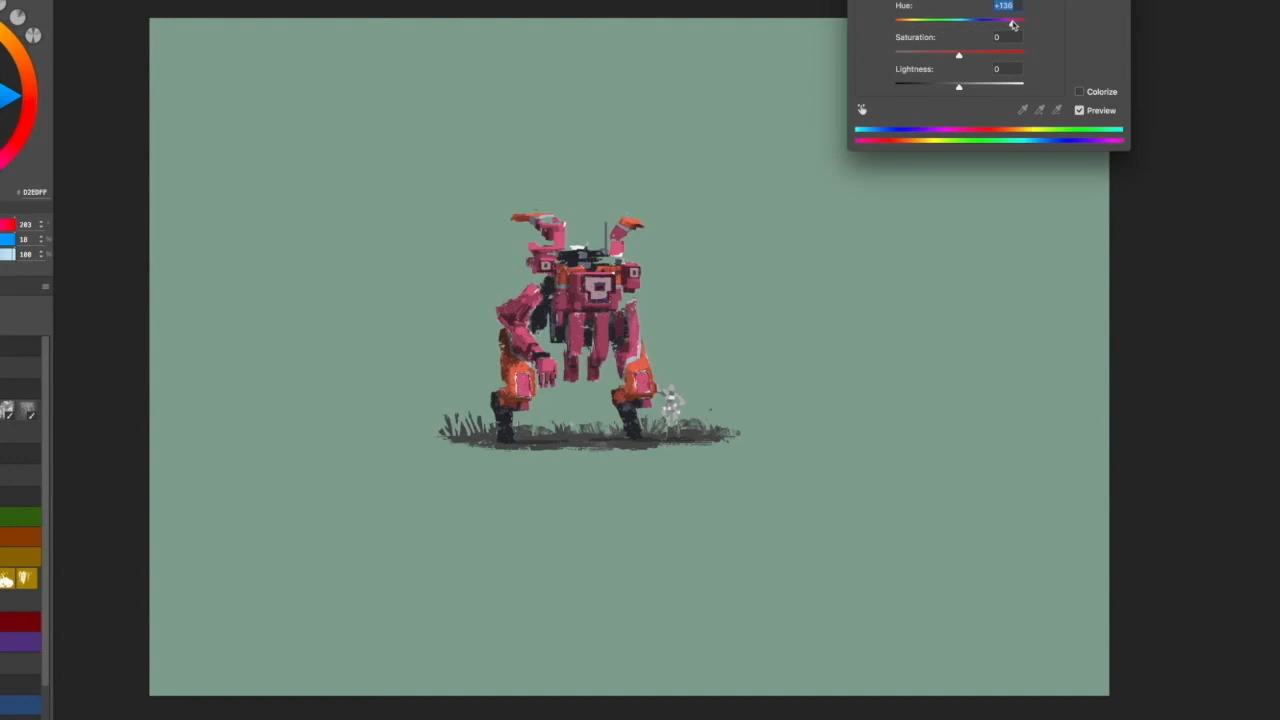 Hue: +136
Saturation: 0
Lightness: 0
Colorize
Preview
# D2EDFF
203 °
18 %
100 %